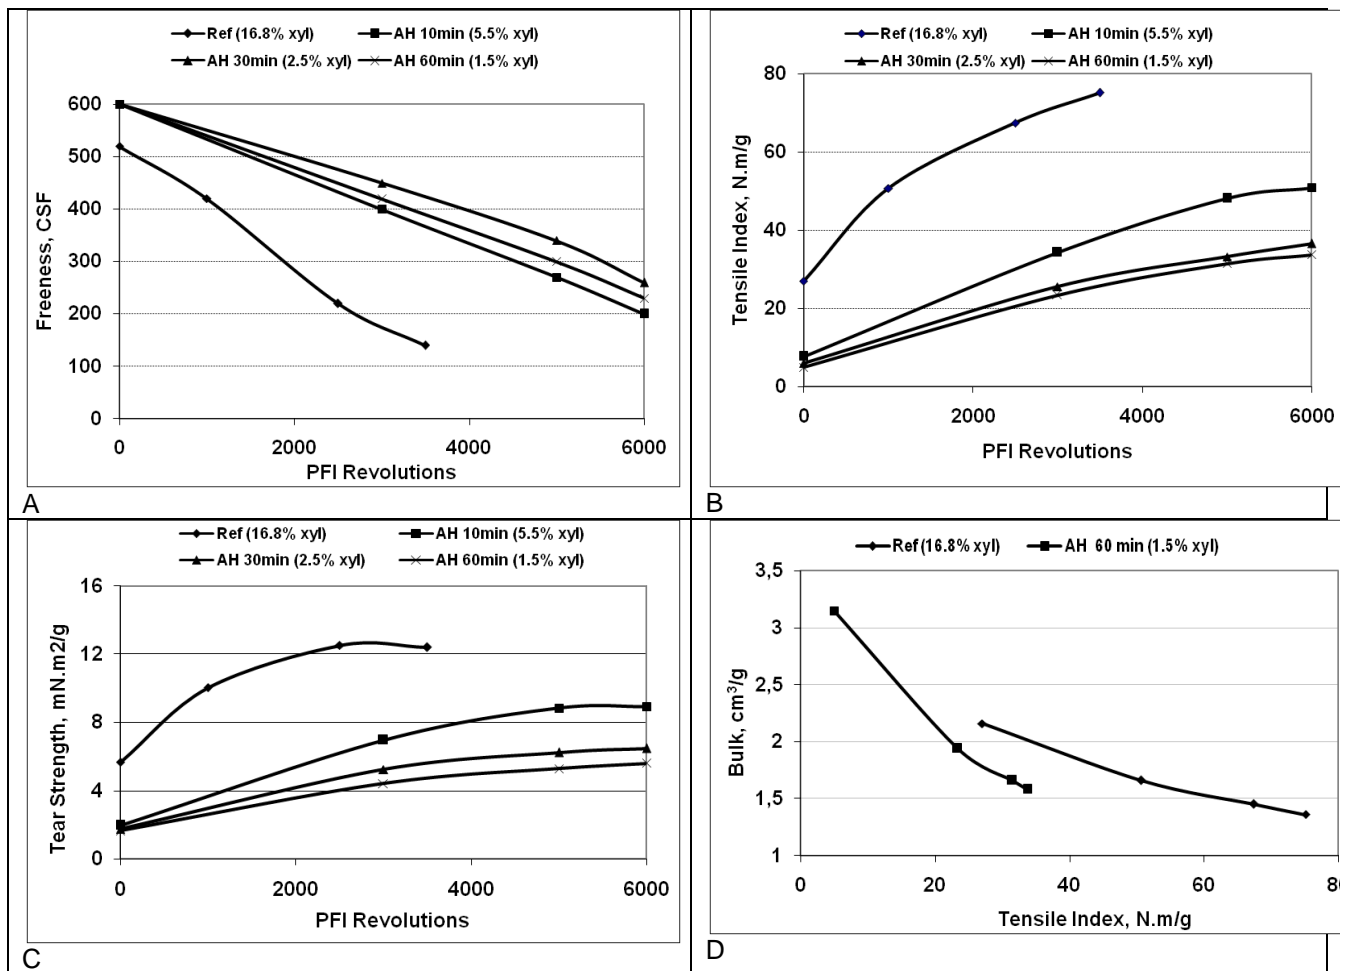 Ref (16.8% xyl) AH 10min (5.5% xyl)
AH 30min (2.5% xyl) AH 60min (1.5% xyl)
600
500
400
300
200
100
0
Freeness, CSF
0 2000 4000 6000
PFI Revolutions
A
Ref (16.8% xyl) AH 10min (5.5% xyl)
AH 30min (2.5% xyl) AH 60min (1.5% xyl)
80
60
40
20
0
Tensile Index, N.m/g
0 2000 4000 6000
PFI Revolutions
B
Ref (16.8% xyl) AH 10min (5.5% xyl)
AH 30min (2.5% xyl) AH 60min (1.5% xyl)
16
12
8
4
0
Tear Strength, mN.m2/g
0 2000 4000 6000
PFI Revolutions
C
Ref (16.8% xyl) AH 60 min (1.5% xyl)
3,5
3
2,5
2
1,5
1
Bulk, cm³/g
0 20 40 60
Tensile Index, N.m/g
D